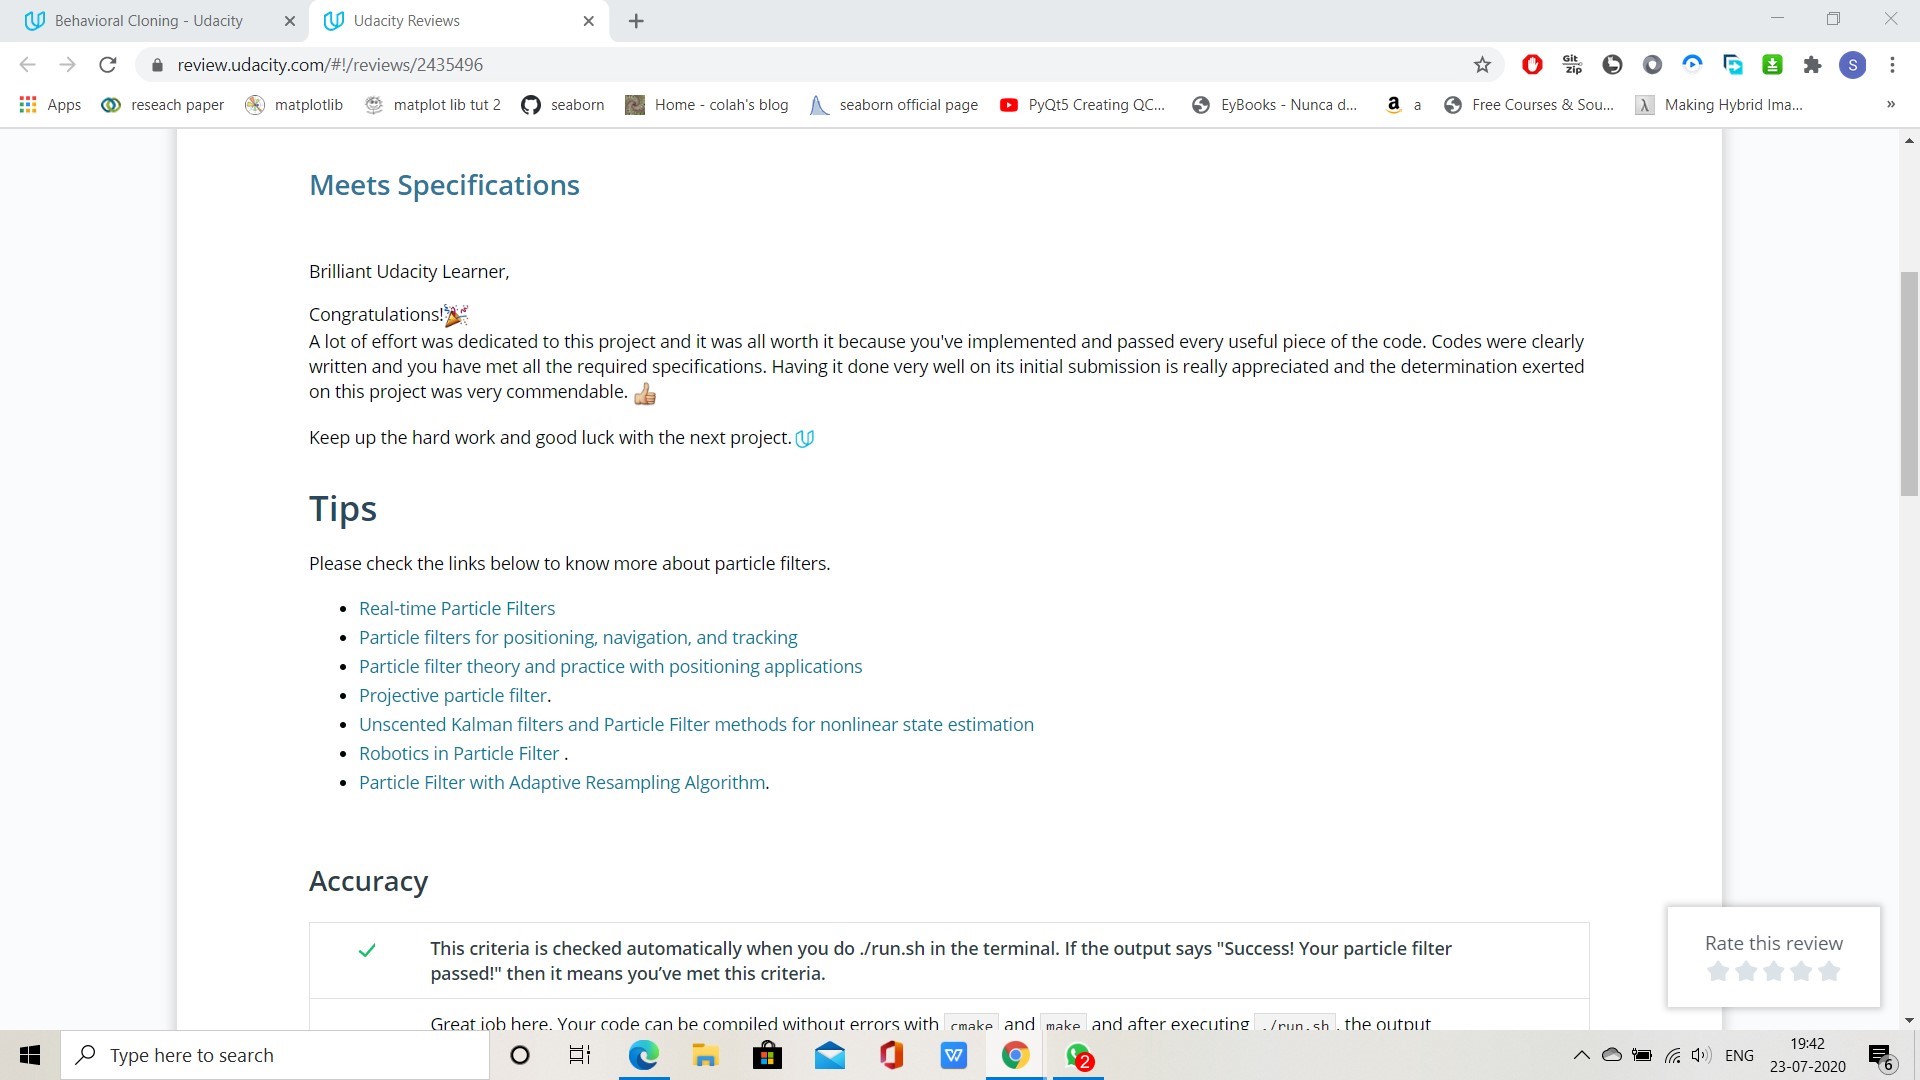 Behavioral Cloning - Udacity
Udacity Reviews
review.udacity.com/#!/reviews/2435496
Git
Zip
S
Apps
reseach paper
matplotlib
matplot lib tut 2
seaborn
Home - colah's blog
seaborn official page
PyQt5 Creating QC...
EyBooks - Nunca d...
a
a
Free Courses & Sou...
λ
Making Hybrid Ima...
»
Meets Specifications
Brilliant Udacity Learner,
Congratulations!🎉
A lot of effort was dedicated to this project and it was all worth it because you've implemented and passed every useful piece of the code. Codes were clearly
written and you have met all the required specifications. Having it done very well on its initial submission is really appreciated and the determination exerted
on this project was very commendable. 👍
Keep up the hard work and good luck with the next project.
Tips
Please check the links below to know more about particle filters.
• Real-time Particle Filters
• Particle filters for positioning, navigation, and tracking
• Particle filter theory and practice with positioning applications
• Projective particle filter.
• Unscented Kalman filters and Particle Filter methods for nonlinear state estimation
• Robotics in Particle Filter .
• Particle Filter with Adaptive Resampling Algorithm.
Accuracy
This criteria is checked automatically when you do ./run.sh in the terminal. If the output says "Success! Your particle filter
passed!" then it means you’ve met this criteria.
Great job here. Your code can be compiled without errors with cmake and make and after executing ./run.sh, the output
Rate this review
Type here to search
W
2
ENG
19:42
23-07-2020
6